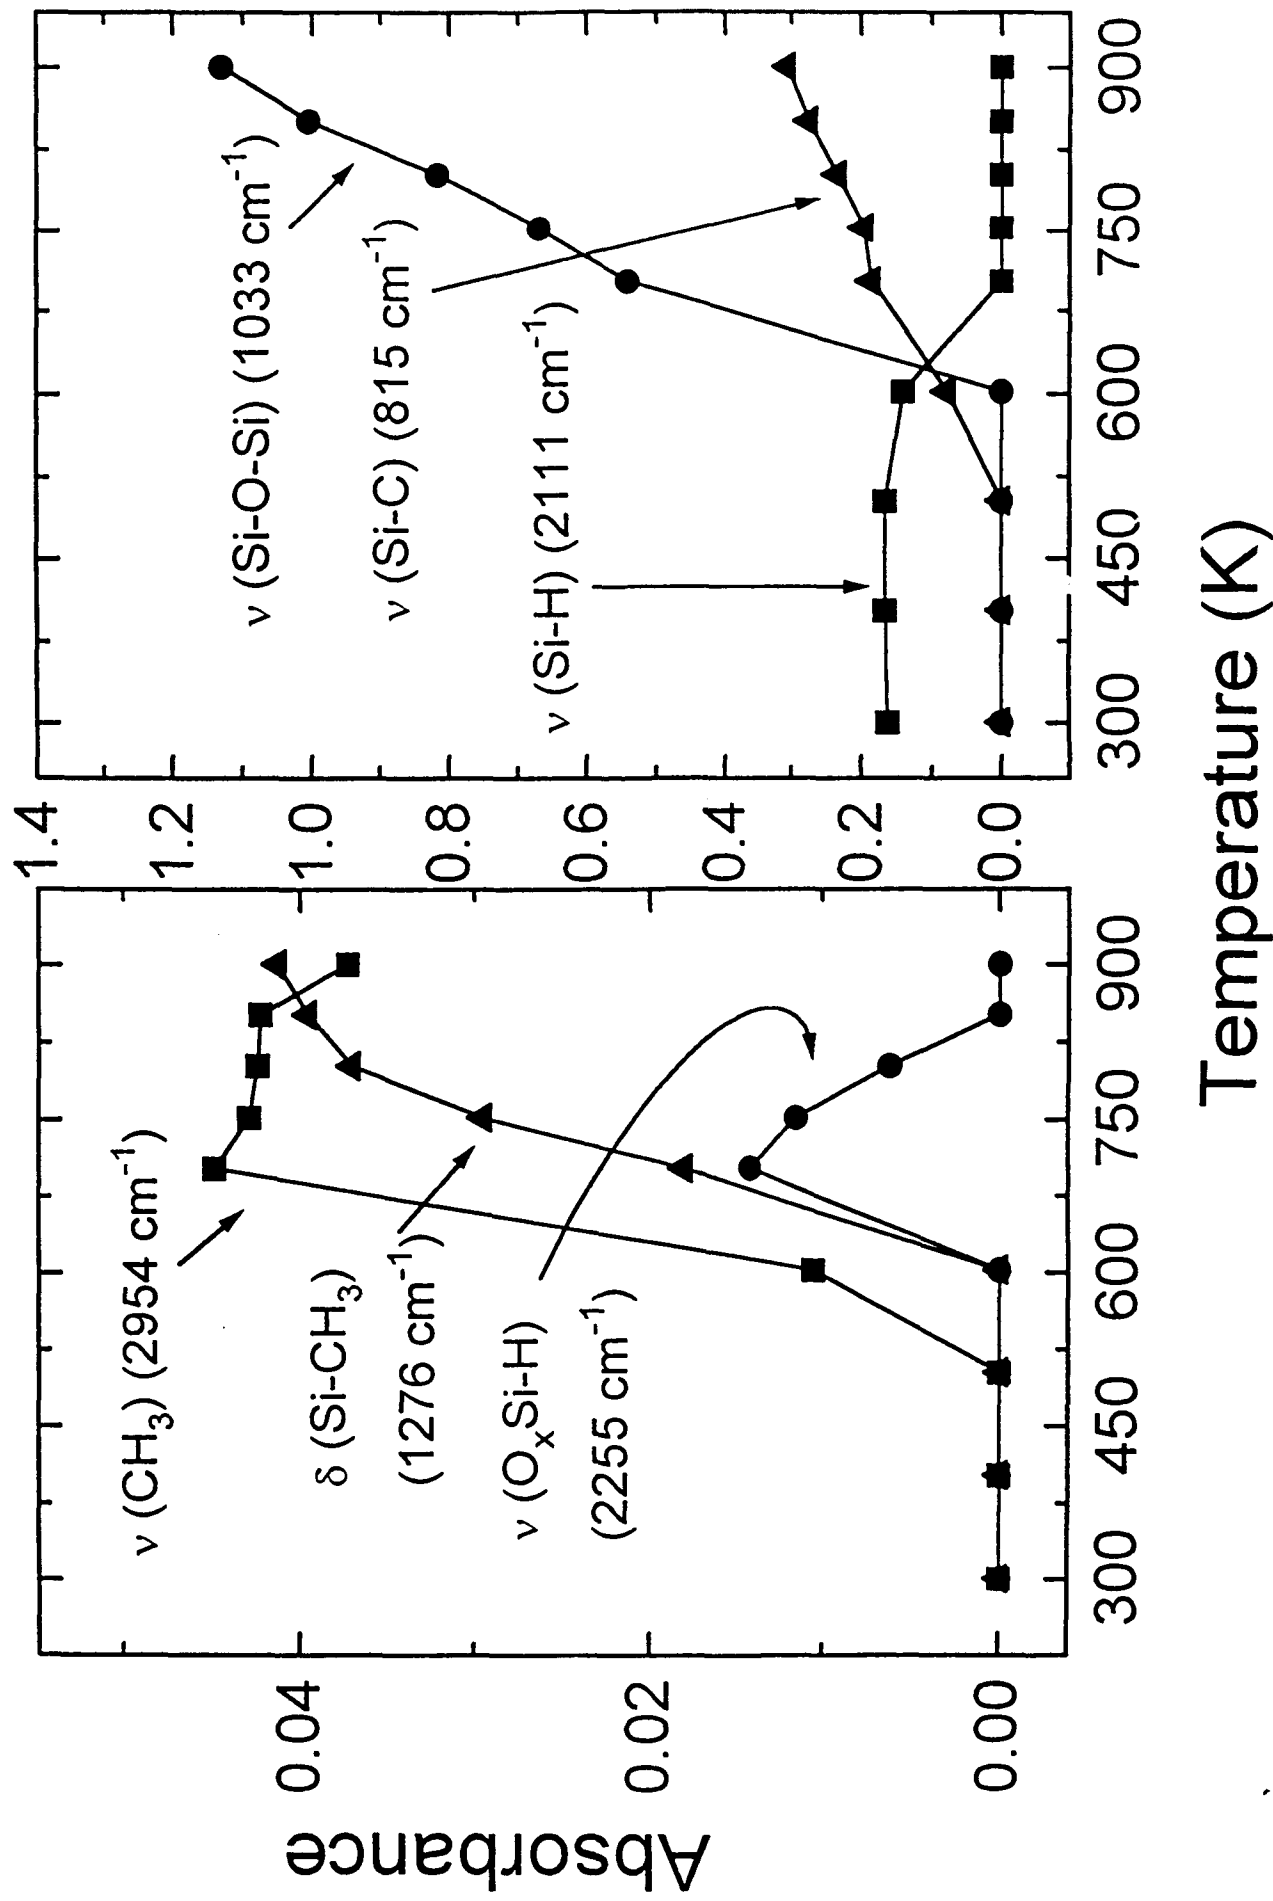 Absorbance
0.04
0.02
0.00
ν (CH₃) (2954 cm⁻¹)
δ (Si-CH₃)
(1276 cm⁻¹)
ν (OₓSi-H)
(2255 cm⁻¹)
300 450 600 750 900
1.4
1.2
1.0
0.8
0.6
0.4
0.2
0.0
ν (Si-O-Si) (1033 cm⁻¹)
ν (Si-C) (815 cm⁻¹)
ν (Si-H) (2111 cm⁻¹)
300 450 600 750 900
Temperature (K)